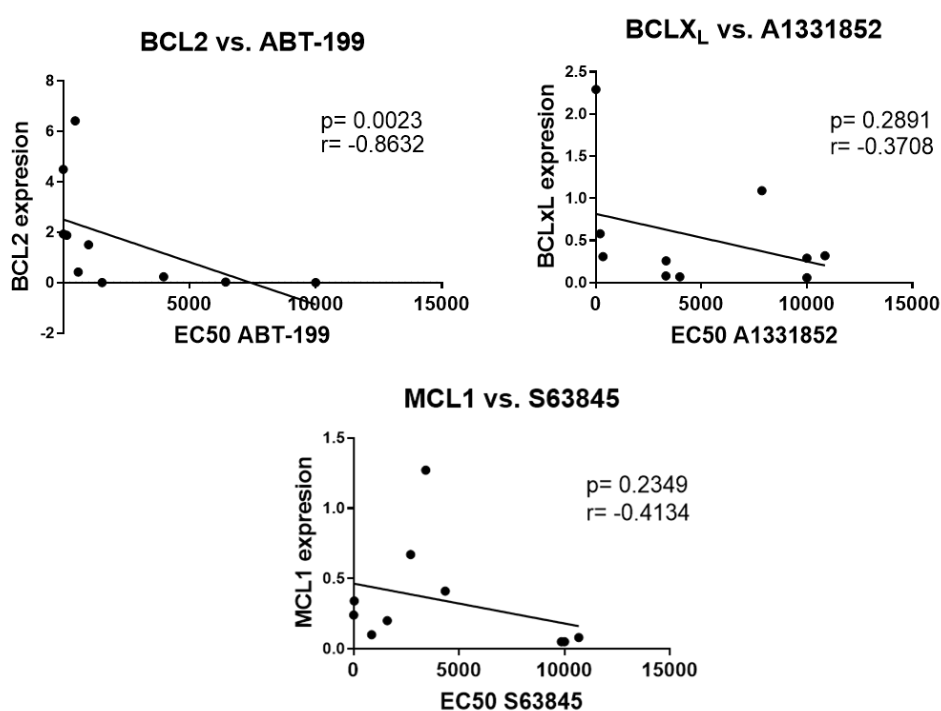 BCL2 vs. ABT-199
8
6
4
2
0
-2
BCL2 expresion
p= 0.0023
r= -0.8632
5000
10000
15000
EC50 ABT-199
BCLXL vs. A1331852
2.5
2.0
1.5
1.0
0.5
0.0
BCLxL expresion
p= 0.2891
r= -0.3708
0
5000
10000
15000
EC50 A1331852
MCL1 vs. S63845
1.5
1.0
0.5
0.0
MCL1 expresion
p= 0.2349
r= -0.4134
0
5000
10000
15000
EC50 S63845